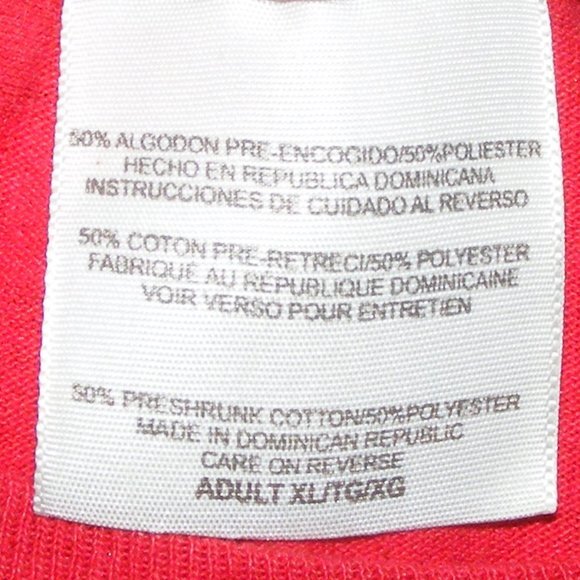 50% ALGODON PRE-ENCOGIDO/50%POLIESTER
HECHO EN REPUBLICA DOMINICANA
INSTRUCCIONES DE CUIDADO AL REVERSO
50% COTON PRE-RETRECI/50% POLYESTER
FABRIQUÉ AU RÉPUBLIQUE DOMINICAINE
VOIR VERSO POUR ENTRETIEN
50% PRESHRUNK COTTON/50%POLYESTER
MADE IN DOMINICAN REPUBLIC
CARE ON REVERSE
ADULT XL/TG/XG